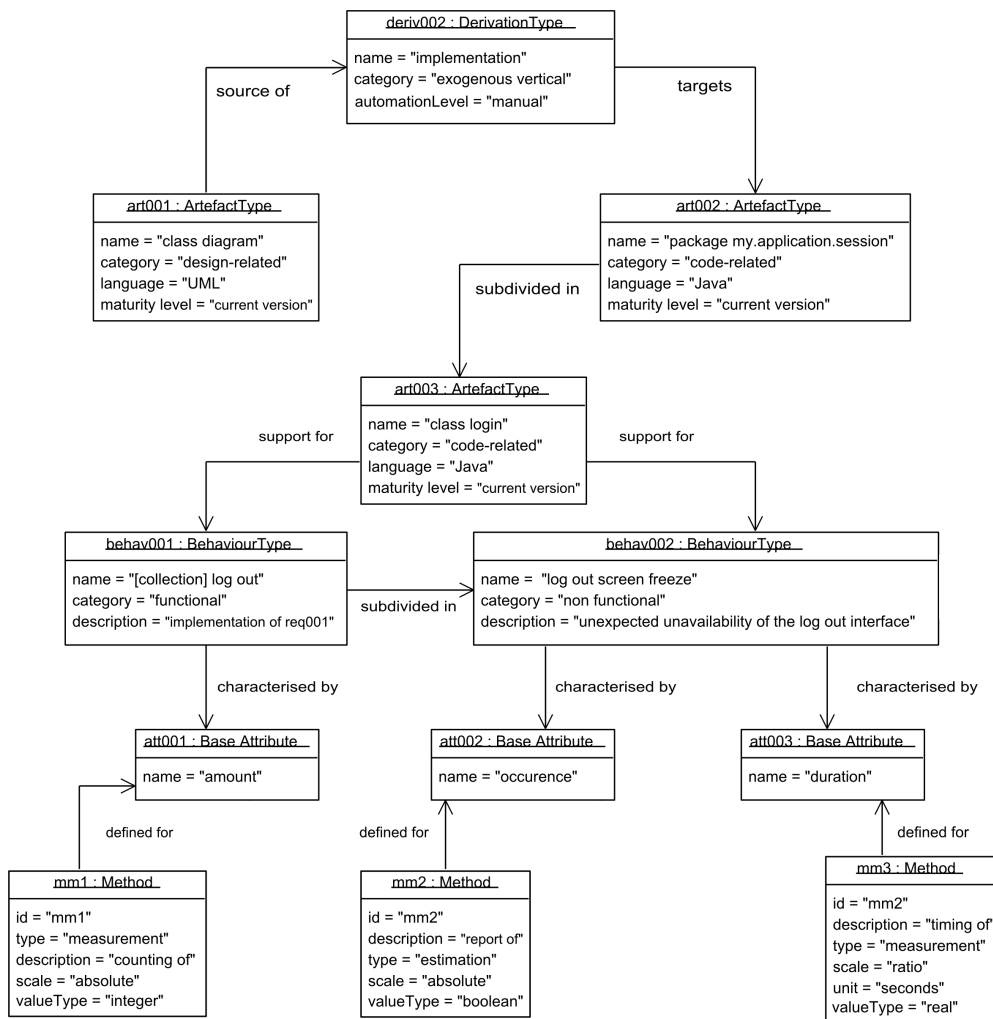 deriv002 : DerivationType
name = "implementation"
category = "exogenous vertical"
automationLevel = "manual"
source of
targets
art001 : ArtefactType
name = "class diagram"
category = "design-related"
language = "UML"
maturity level = "current version"
art002 : ArtefactType
name = "package my.application.session"
category = "code-related"
language = "Java"
maturity level = "current version"
subdivided in
art003 : ArtefactType
name = "class login"
category = "code-related"
language = "Java"
maturity level = "current version"
support for
support for
behav001 : BehaviourType
name = "[collection] log out"
category = "functional"
description = "implementation of req001"
subdivided in
behav002 : BehaviourType
name = "log out screen freeze"
category = "non functional"
description = "unexpected unavailability of the log out interface"
characterised by
characterised by
characterised by
att001 : Base Attribute
name = "amount"
att002 : Base Attribute
name = "occurence"
att003 : Base Attribute
name = "duration"
defined for
defined for
defined for
mm1 : Method
id = "mm1"
type = "measurement"
description = "counting of"
scale = "absolute"
valueType = "integer"
mm2 : Method
id = "mm2"
description = "report of"
type = "estimation"
scale = "absolute"
valueType = "boolean"
mm3 : Method
id = "mm2"
description = "timing of"
type = "measurement"
scale = "ratio"
unit = "seconds"
valueType = "real"